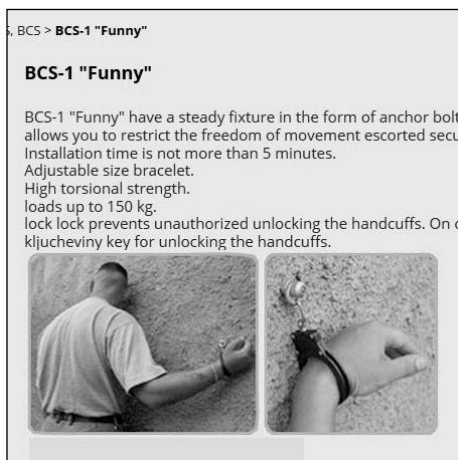 , BCS > BCS-1 "Funny"
BCS-1 "Funny"
BCS-1 "Funny" have a steady fixture in the form of anchor bolt
allows you to restrict the freedom of movement escorted secu
Installation time is not more than 5 minutes.
Adjustable size bracelet.
High torsional strength.
loads up to 150 kg.
lock lock prevents unauthorized unlocking the handcuffs. On
kljucheviny key for unlocking the handcuffs.